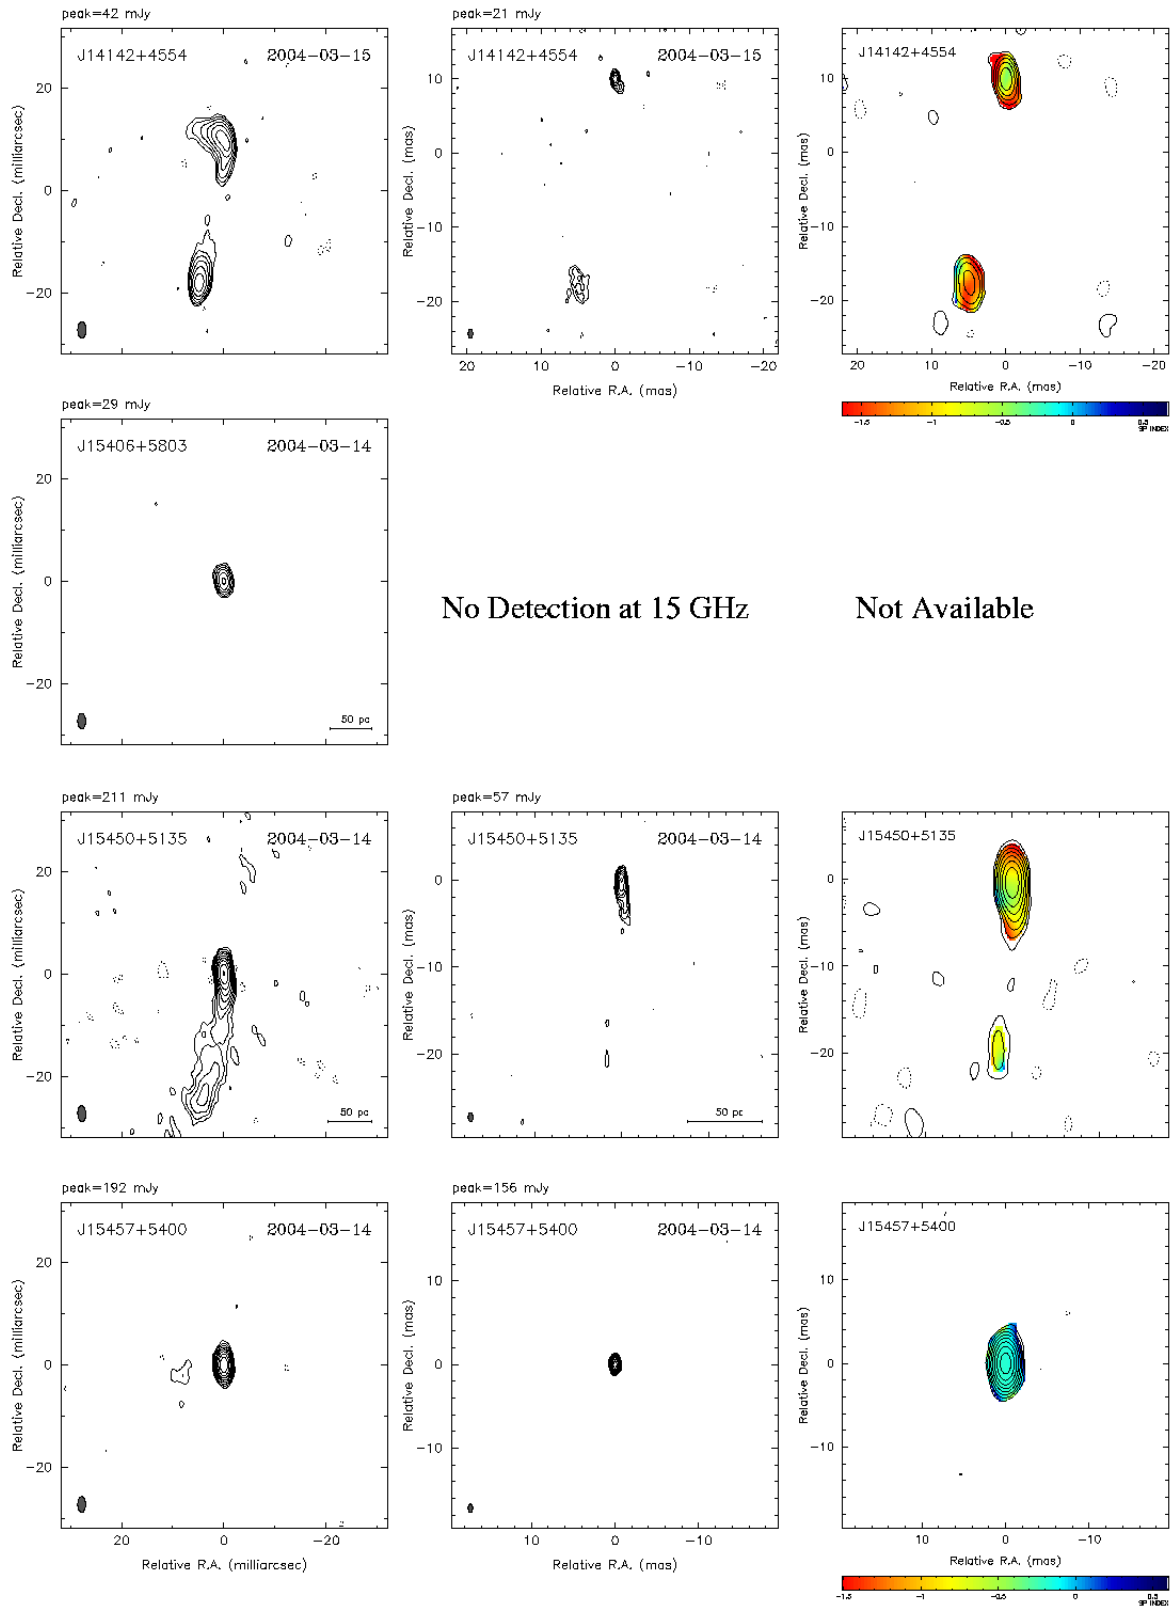 peak=42 mJy
peak=21 mJy
J14142+4554 2004-03-15
J14142+4554 2004-03-15
J14142+4554
Relative Decl. (milliarcsec)
20
0
-20
Relative Decl. (mas)
10
0
-10
-20
20 10 0 -10 -20
Relative R.A. (mas)
Relative Decl. (mas)
10
0
-10
-20
20 10 0 -10 -20
Relative R.A. (mas)
-1.5 -1 -0.5 0 0.5
SP INDEX
peak=29 mJy
J15406+5803 2004-03-14
Relative Decl. (milliarcsec)
20
0
-20
50 pc
No Detection at 15 GHz
Not Available
peak=211 mJy
peak=57 mJy
J15450+5135 2004-03-14
J15450+5135 2004-03-14
J15450+5135
Relative Decl. (milliarcsec)
20
0
-20
50 pc
Relative Decl. (mas)
0
-10
-20
50 pc
Relative Decl. (mas)
0
-10
-20
peak=192 mJy
peak=156 mJy
J15457+5400 2004-03-14
J15457+5400 2004-03-14
J15457+5400
Relative Decl. (milliarcsec)
20
0
-20
20 0 -20
Relative R.A. (milliarcsec)
Relative Decl. (mas)
10
0
-10
10 0 -10
Relative R.A. (mas)
Relative Decl. (mas)
10
0
-10
10 0 -10
Relative R.A. (mas)
-1.5 -1 -0.5 0 0.5
SP INDEX